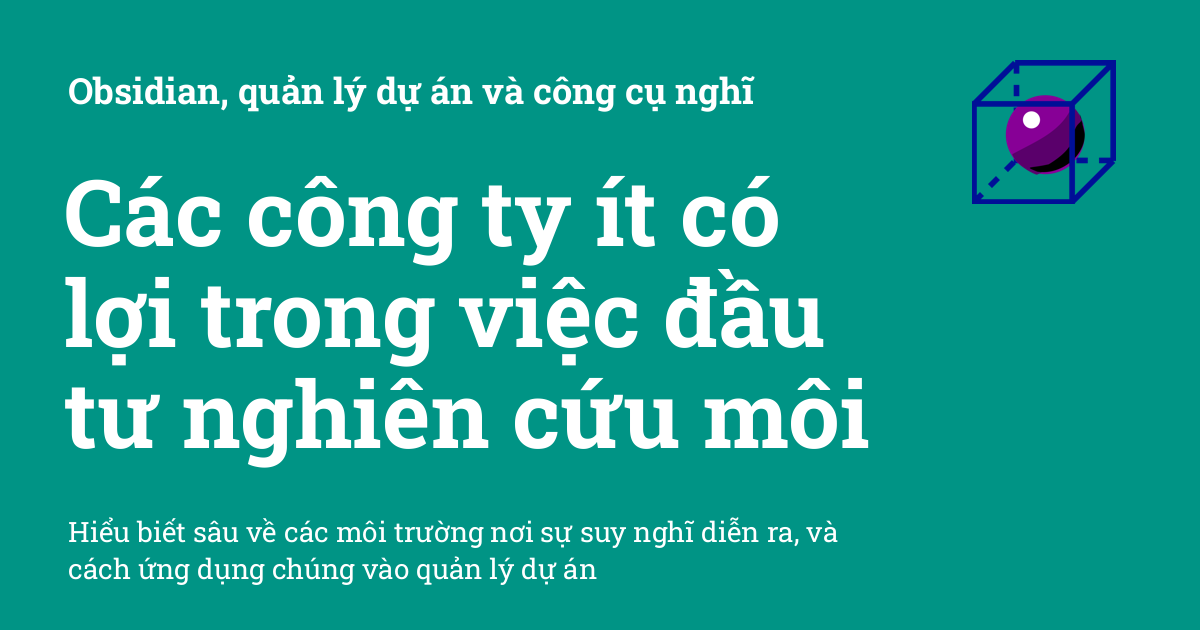 Obsidian, quản lý dự án và công cụ nghĩ
Các công ty ít có
lợi trong việc đầu
tư nghiên cứu môi
Hiểu biết sâu về các môi trường nơi sự suy nghĩ diễn ra, và
cách ứng dụng chúng vào quản lý dự án